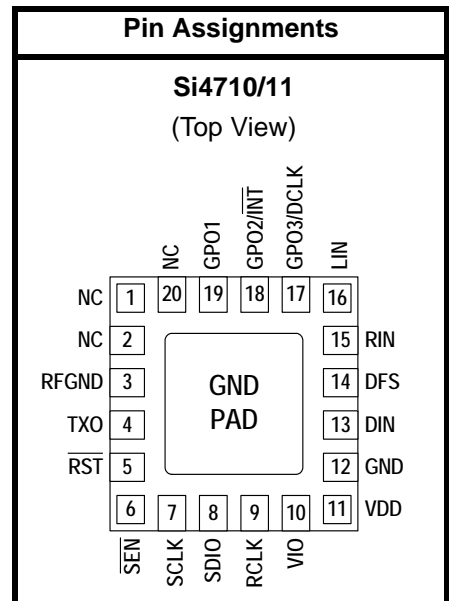 Pin Assignments
Si4710/11
(Top View)
NC
GPO1
GPO2/INT
GPO3/DCLK
LIN
NC 1 20 19 18 17 16
NC 2 15 RIN
RFGND 3 GND 14 DFS
TXO 4 PAD 13 DIN
RST 5 12 GND
6 7 8 9 10 11 VDD
SEN
SCLK
SDIO
RCLK
VIO